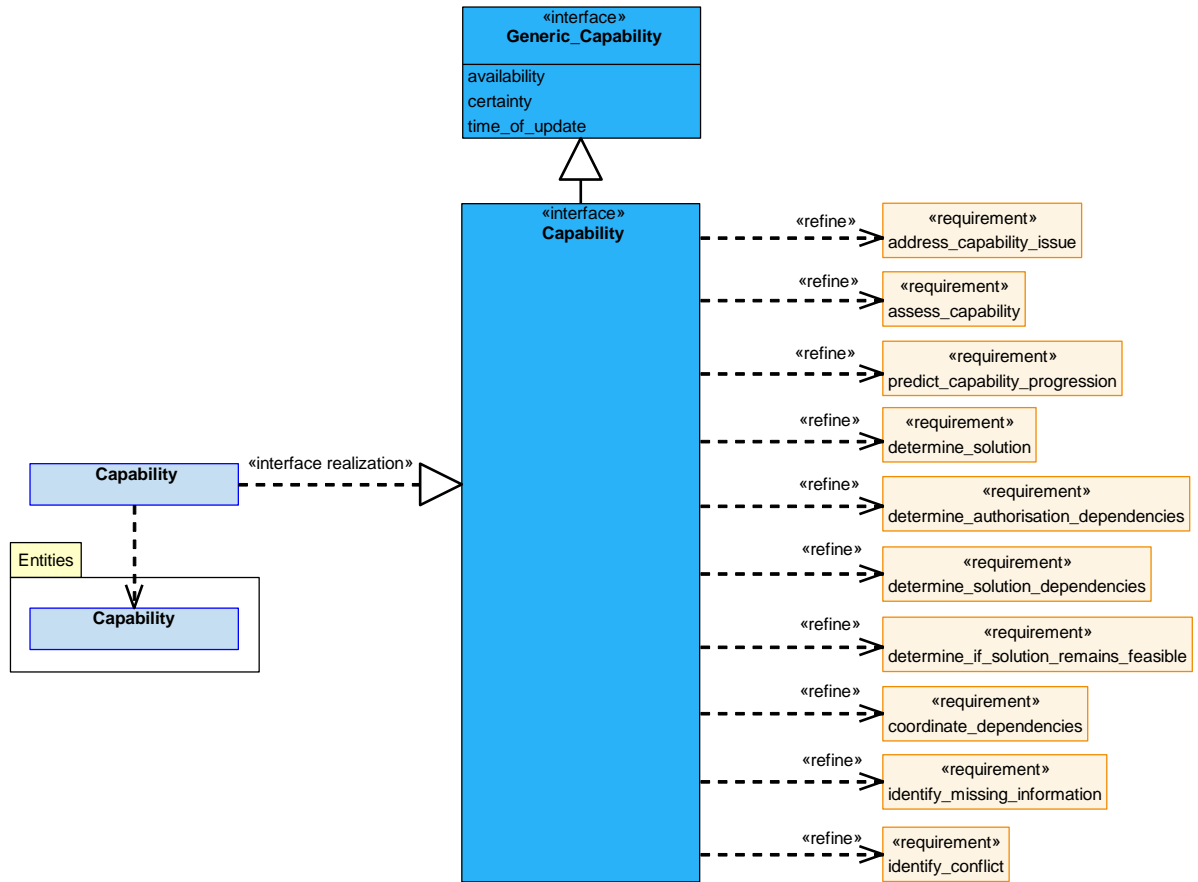 «interface»
Generic_Capability
availability
certainty
time_of_update
«interface»
Capability
«refine»
«requirement»
address_capability_issue
«refine»
«requirement»
assess_capability
«refine»
«requirement»
predict_capability_progression
«refine»
«requirement»
determine_solution
Capability
«interface realization»
«refine»
«requirement»
determine_authorisation_dependencies
Entities
Capability
«refine»
«requirement»
determine_solution_dependencies
«refine»
«requirement»
determine_if_solution_remains_feasible
«refine»
«requirement»
coordinate_dependencies
«refine»
«requirement»
identify_missing_information
«refine»
«requirement»
identify_conflict